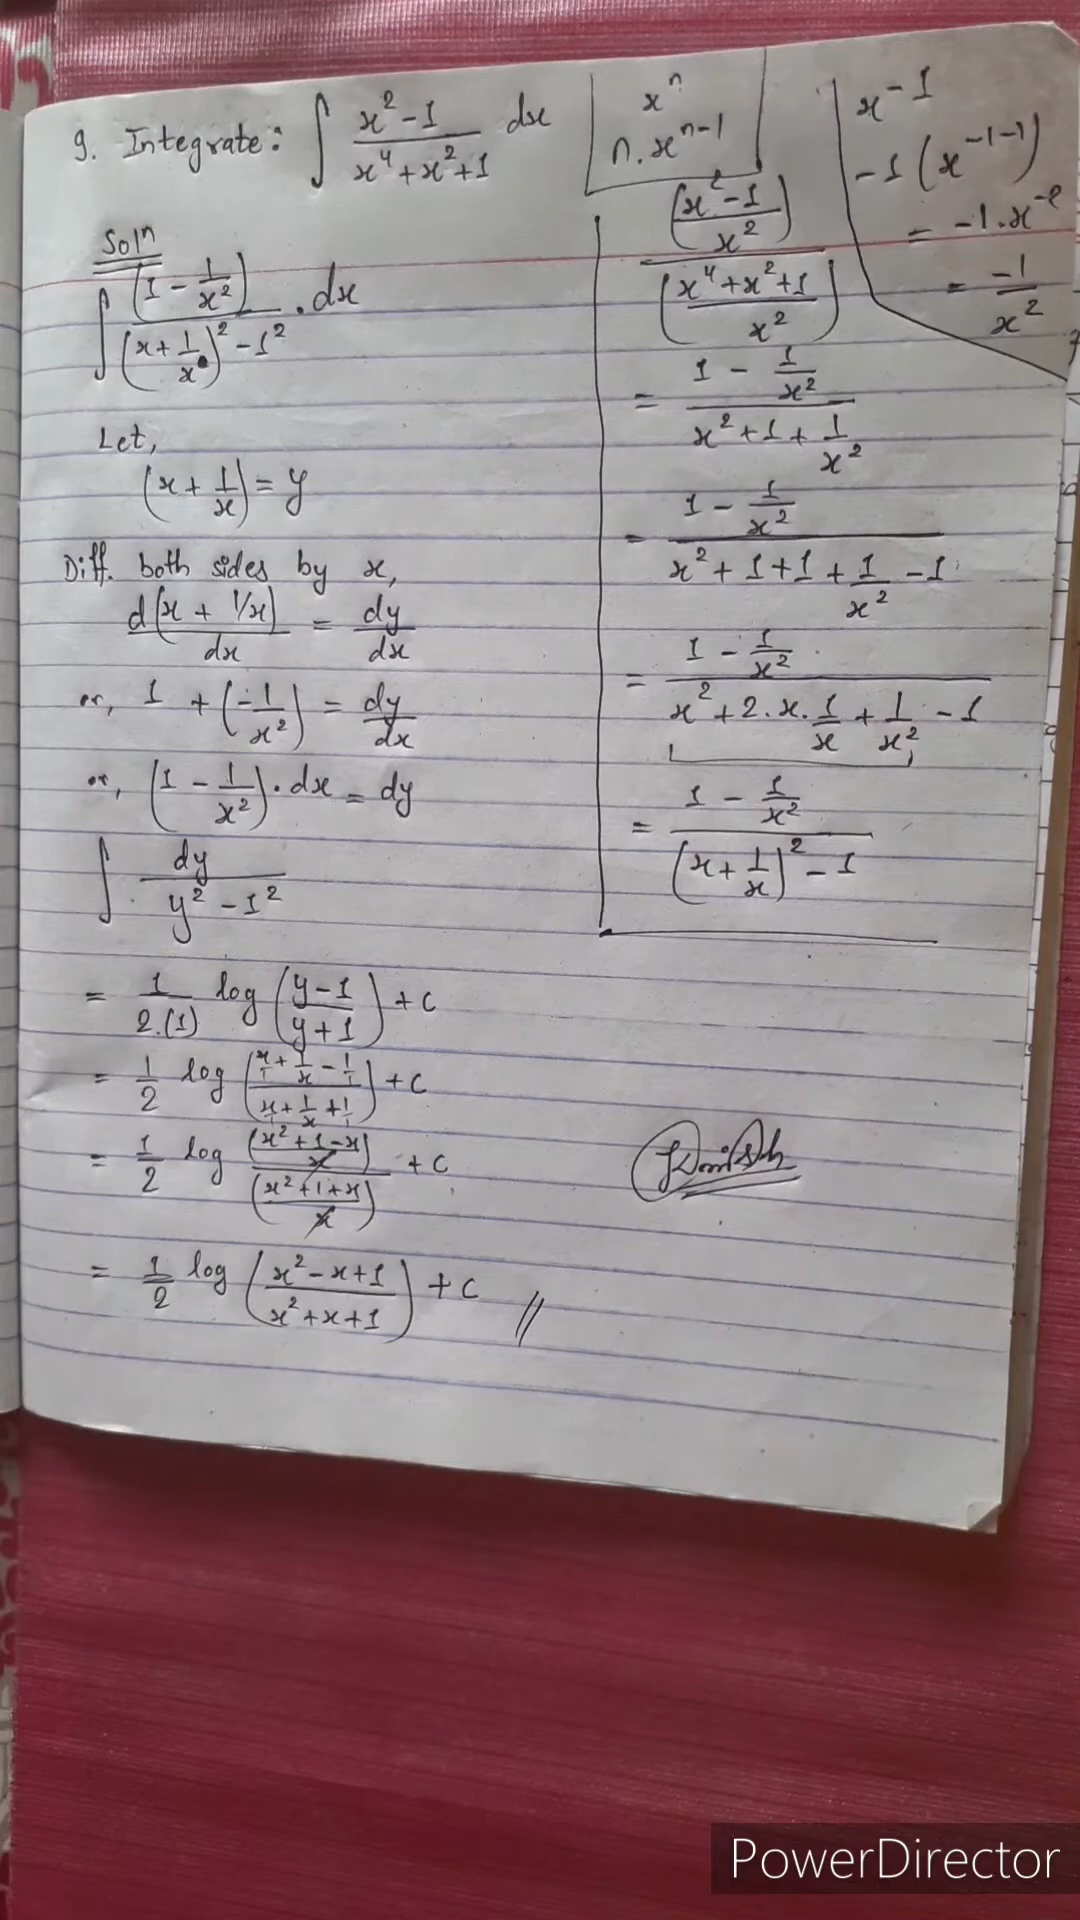 9. Integrate: ∫ (x² - 1)/(x⁴ + x² + 1) dx
Solⁿ
∫ (1 - 1/x²)/((x + 1/x)² - 1²) . dx
Let,
(x + 1/x) = y
Diff. both sides by x,
d(x + 1/x)/dx = dy/dx
or, 1 + (-1/x²) = dy/dx
or, (1 - 1/x²) . dx = dy
∫ dy/(y² - 1²)
= 1/2.(1) log ((y - 1)/(y + 1)) + c
= 1/2 log ((x/1 + 1/x - 1/1)/(x/1 + 1/x + 1/1)) + c
= 1/2 log (((x² + 1 - x)/x)/((x² + 1 + x)/x)) + c
= 1/2 log ((x² - x + 1)/(x² + x + 1)) + c //
xⁿ
n.xⁿ⁻¹
x⁻¹
-1 (x⁻¹⁻¹)
= -1.x⁻²
= -1/x²
((x² - 1)/x²)/((x⁴ + x² + 1)/x²)
= (1 - 1/x²)/(x² + 1 + 1/x²)
= (1 - 1/x²)/(x² + 1 + 1 + 1/x² - 1)
= (1 - 1/x²)/(x² + 2.x.1/x + 1/x² - 1)
= (1 - 1/x²)/((x + 1/x)² - 1)
PowerDirector